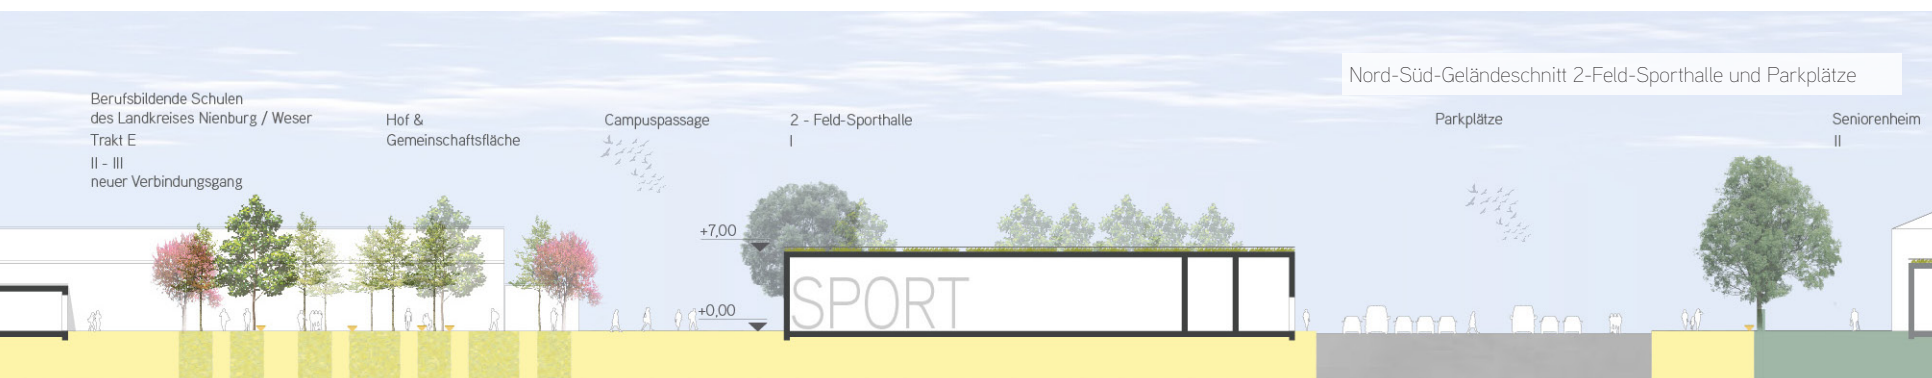 Nord-Süd-Geländeschnitt 2-Feld-Sporthalle und Parkplätze
Berufsbildende Schulen
des Landkreises Nienburg / Weser
Trakt E
II - III
neuer Verbindungsgang
Hof &
Gemeinschaftsfläche
Campuspassage
2 - Feld-Sporthalle
I
Parkplätze
Seniorenheim
II
+7,00
+0,00
SPORT